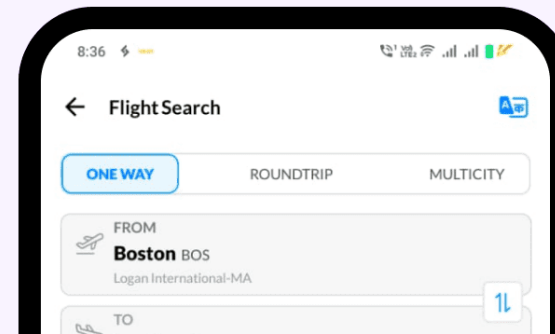 8:36
Flight Search
A क
ONE WAY ROUNDTRIP MULTICITY
FROM
Boston BOS
Logan International-MA
TO